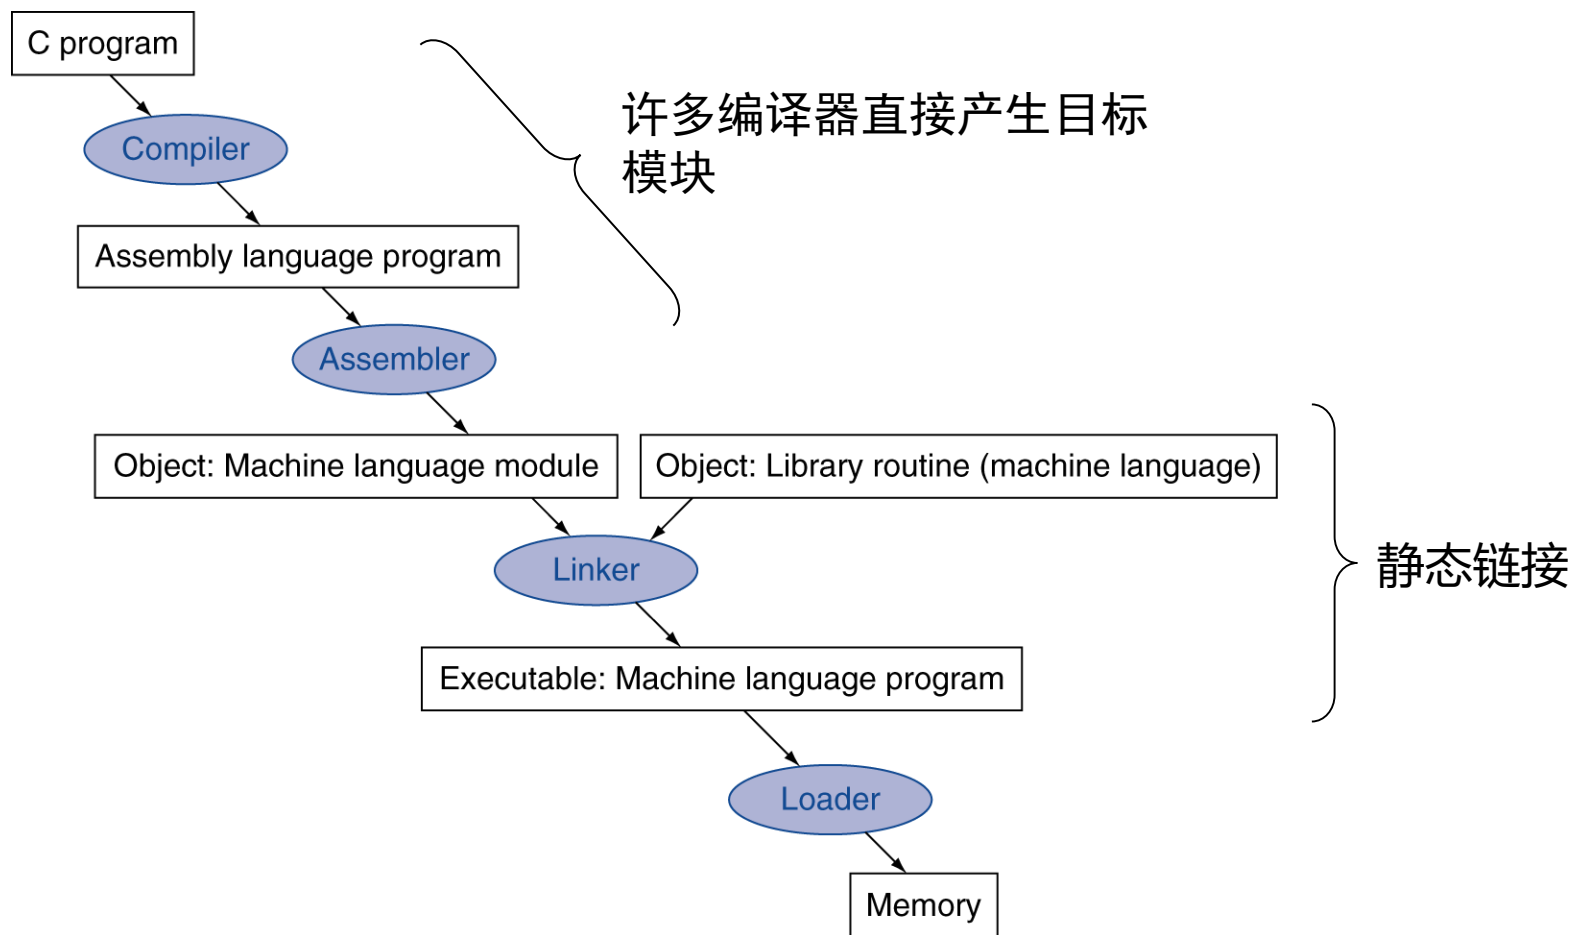 C program
许多编译器直接产生目标
模块
Compiler
Assembly language program
Assembler
Object: Machine language module
Object: Library routine (machine language)
Linker
静态链接
Executable: Machine language program
Loader
Memory